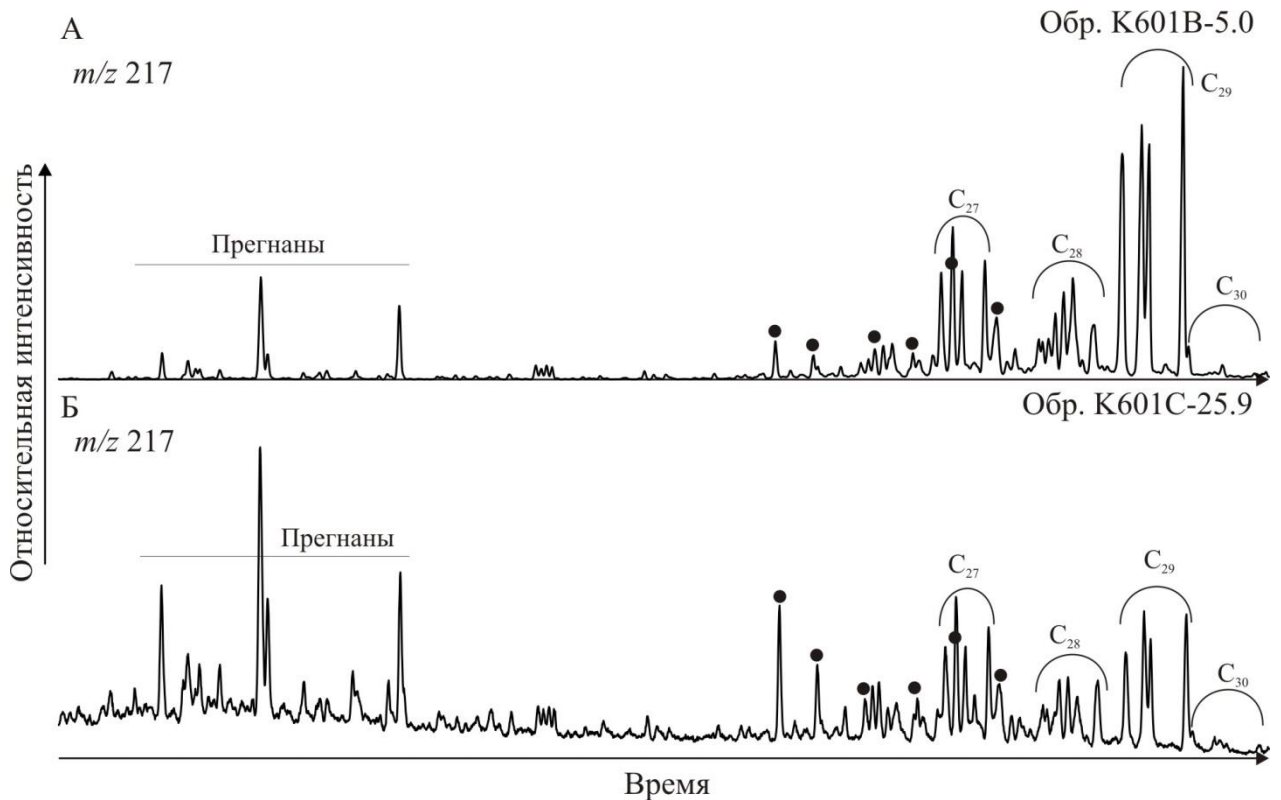 А
Обр. K601B-5.0
m/z 217
C₂₉
C₂₇
Прегнаны
C₂₈
C₃₀
Относительная интенсивность
Б
Обр. K601C-25.9
m/z 217
Прегнаны
C₂₇
C₂₉
C₂₈
C₃₀
Время